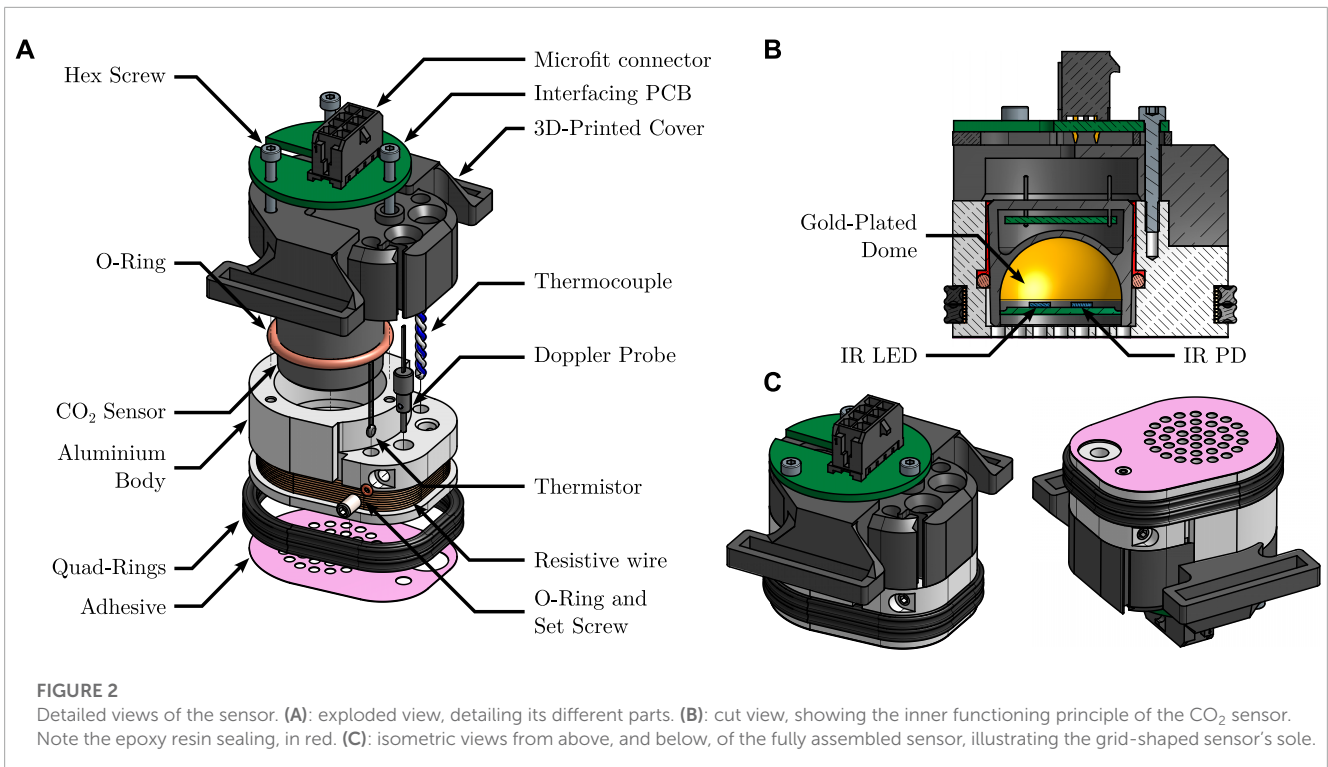 A
Hex Screw
Microfit connector
Interfacing PCB
3D-Printed Cover
O-Ring
Thermocouple
Doppler Probe
CO₂ Sensor
Aluminium
Body
Thermistor
Quad-Rings
Adhesive
Resistive wire
O-Ring and
Set Screw
B
Gold-Plated
Dome
IR LED
IR PD
C
FIGURE 2
Detailed views of the sensor. (A): exploded view, detailing its different parts. (B): cut view, showing the inner functioning principle of the CO₂ sensor.
Note the epoxy resin sealing, in red. (C): isometric views from above, and below, of the fully assembled sensor, illustrating the grid-shaped sensor's sole.